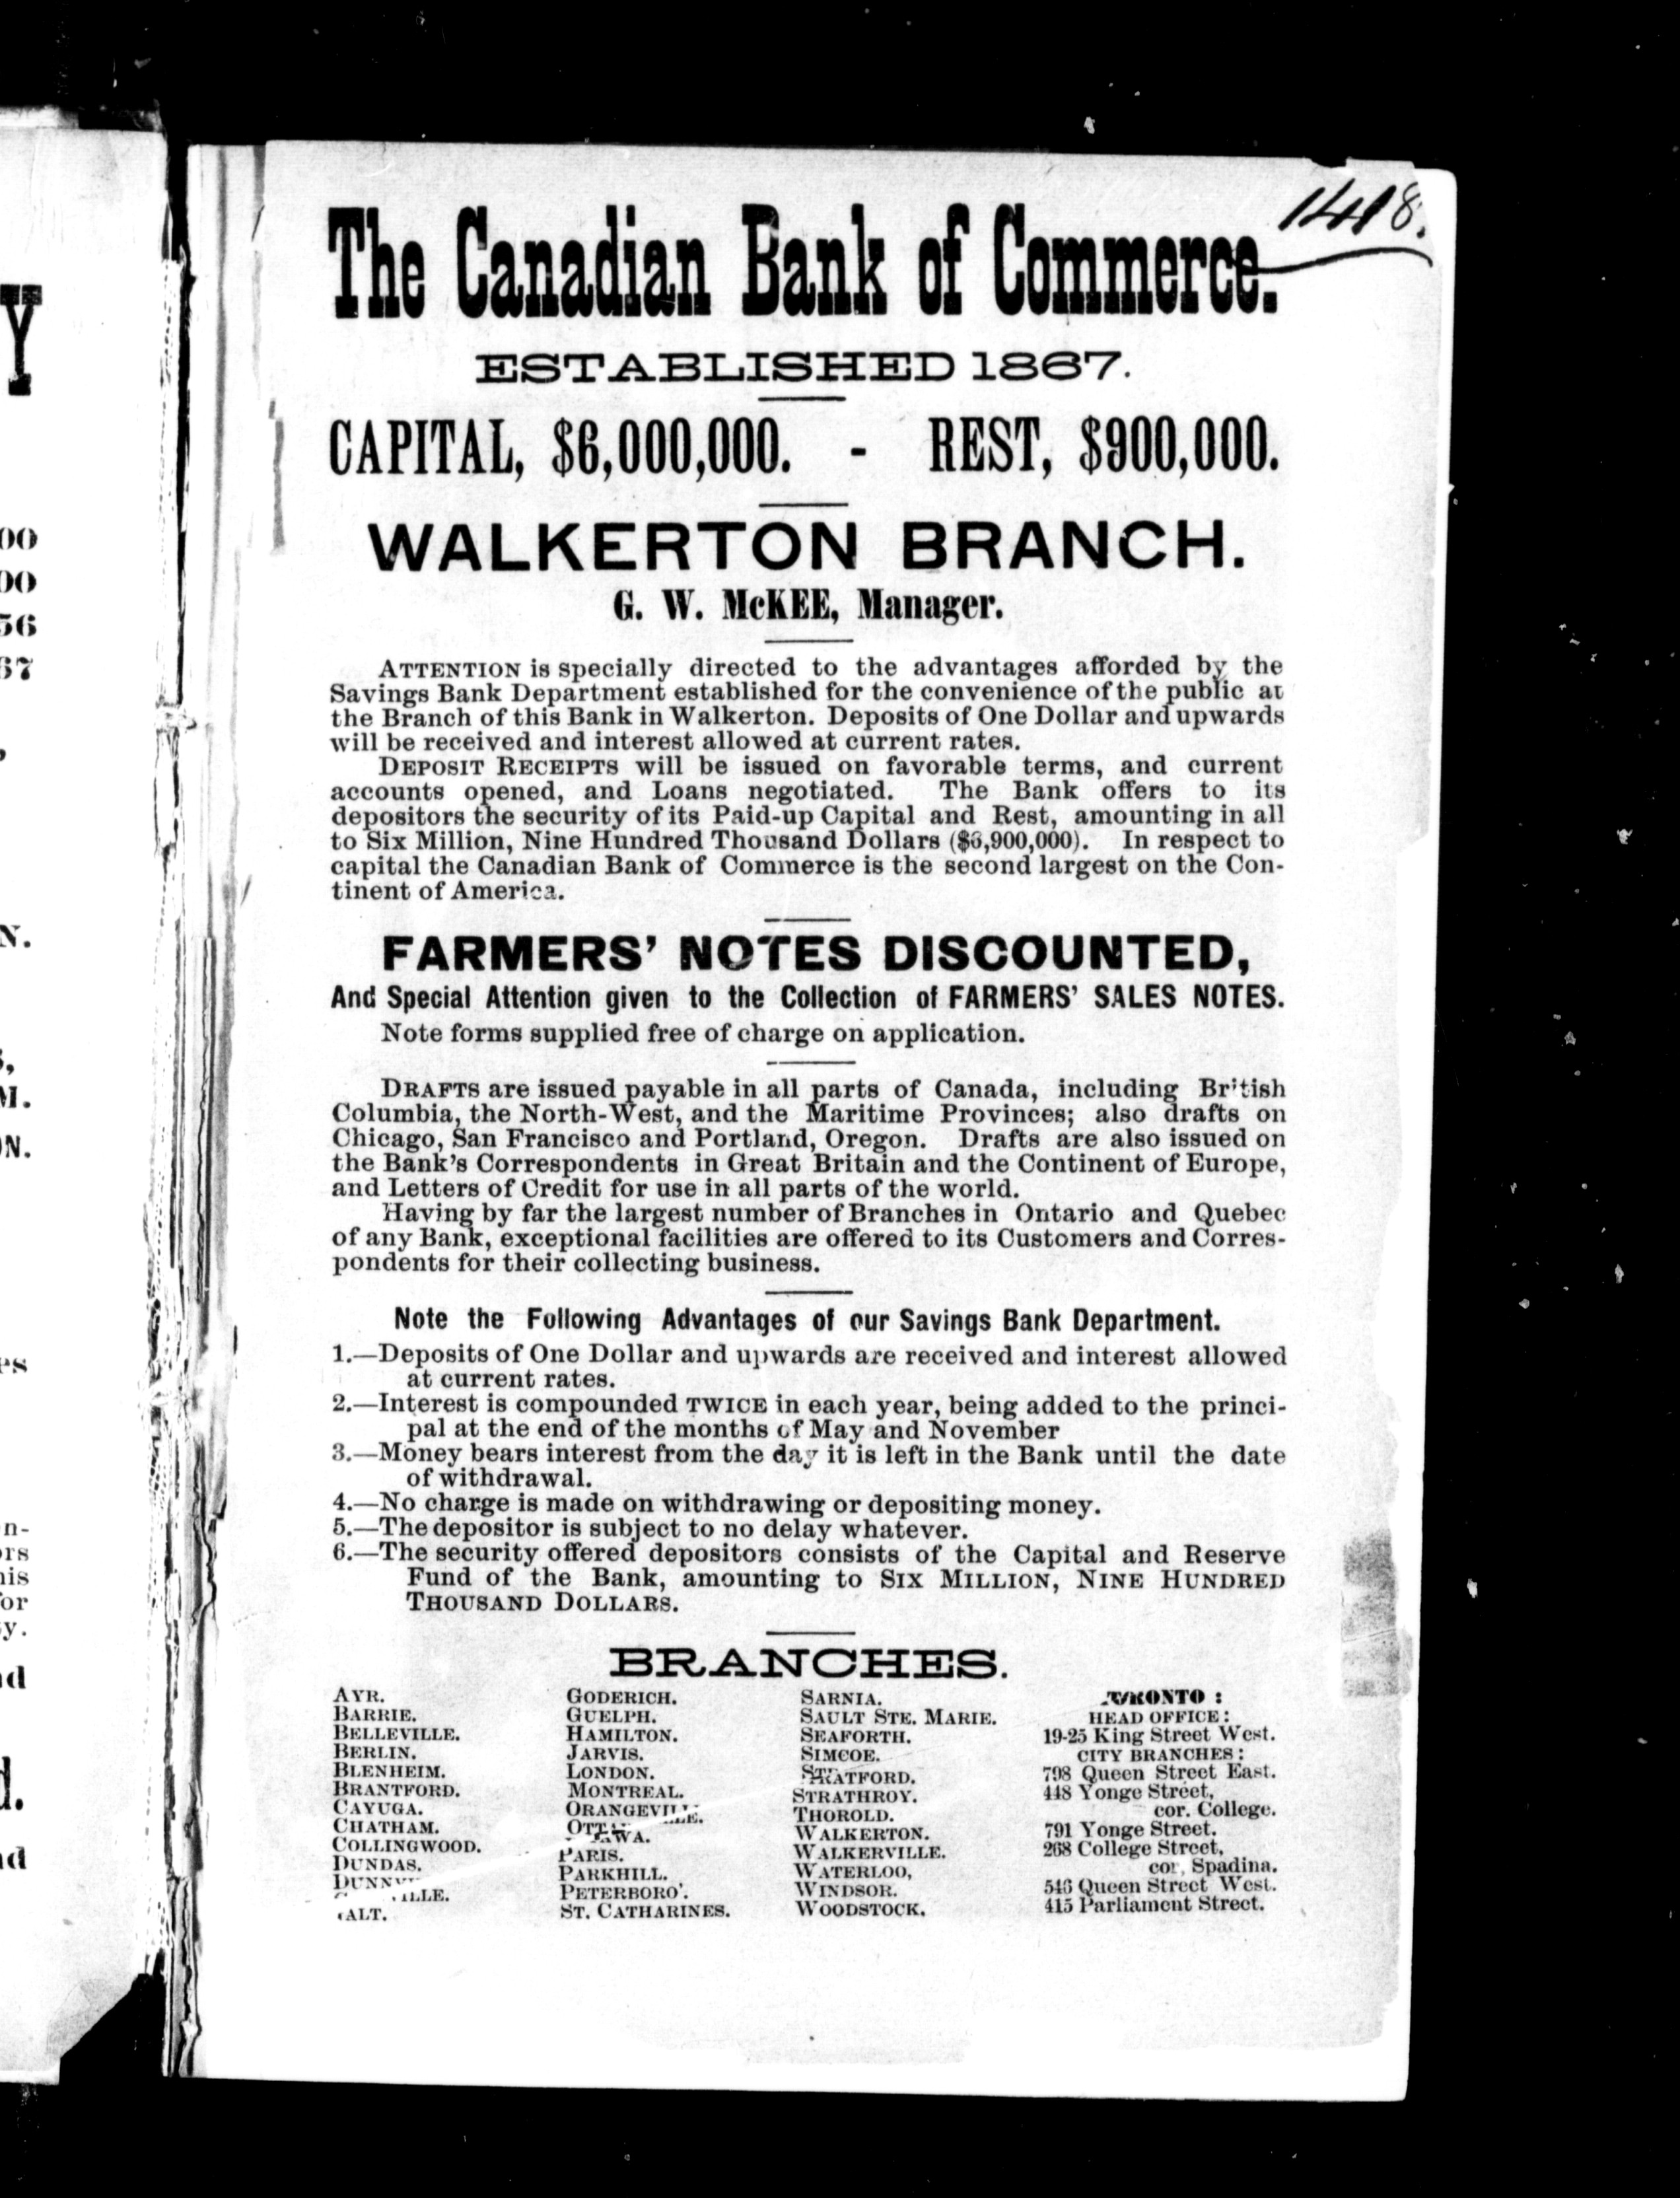 1418.
The Canadian Bank of Commerce.
ESTABLISHED 1867.
CAPITAL, $6,000,000. - REST, $900,000.
WALKERTON BRANCH.
G. W. McKEE, Manager.
ATTENTION is specially directed to the advantages afforded by the
Savings Bank Department established for the convenience of the public at
the Branch of this Bank in Walkerton. Deposits of One Dollar and upwards
will be received and interest allowed at current rates.
DEPOSIT RECEIPTS will be issued on favorable terms, and current
accounts opened, and Loans negotiated. The Bank offers to its
depositors the security of its Paid-up Capital and Rest, amounting in all
to Six Million, Nine Hundred Thousand Dollars ($6,900,000). In respect to
capital the Canadian Bank of Commerce is the second largest on the Con-
tinent of America.
FARMERS' NOTES DISCOUNTED,
And Special Attention given to the Collection of FARMERS' SALES NOTES.
Note forms supplied free of charge on application.
DRAFTS are issued payable in all parts of Canada, including British
Columbia, the North-West, and the Maritime Provinces; also drafts on
Chicago, San Francisco and Portland, Oregon. Drafts are also issued on
the Bank's Correspondents in Great Britain and the Continent of Europe,
and Letters of Credit for use in all parts of the world.
Having by far the largest number of Branches in Ontario and Quebec
of any Bank, exceptional facilities are offered to its Customers and Corres-
pondents for their collecting business.
Note the Following Advantages of our Savings Bank Department.
1.—Deposits of One Dollar and upwards are received and interest allowed
at current rates.
2.—Interest is compounded TWICE in each year, being added to the princi-
pal at the end of the months of May and November
3.—Money bears interest from the day it is left in the Bank until the date
of withdrawal.
4.—No charge is made on withdrawing or depositing money.
5.—The depositor is subject to no delay whatever.
6.—The security offered depositors consists of the Capital and Reserve
Fund of the Bank, amounting to SIX MILLION, NINE HUNDRED
THOUSAND DOLLARS.
BRANCHES.
AYR.
BARRIE.
BELLEVILLE.
BERLIN.
BLENHEIM.
BRANTFORD.
CAYUGA.
CHATHAM.
COLLINGWOOD.
DUNDAS.
DUNNVILLE.
GALT.
GODERICH.
GUELPH.
HAMILTON.
JARVIS.
LONDON.
MONTREAL.
ORANGEVILLE.
OTTAWA.
PARIS.
PARKHILL.
PETERBORO'.
ST. CATHARINES.
SARNIA.
SAULT STE. MARIE.
SEAFORTH.
SIMCOE.
STRATFORD.
STRATHROY.
THOROLD.
WALKERTON.
WALKERVILLE.
WATERLOO,
WINDSOR.
WOODSTOCK.
TORONTO :
HEAD OFFICE:
19-25 King Street West.
CITY BRANCHES:
798 Queen Street East.
448 Yonge Street,
cor. College.
791 Yonge Street.
268 College Street,
cor. Spadina.
546 Queen Street West.
415 Parliament Street.